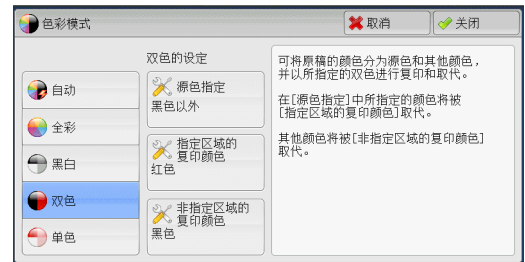 色彩模式
取消
关闭
自动
全彩
黑白
双色
单色
双色的设定
源色指定
黑色以外
指定区域的
复印颜色
红色
非指定区域的
复印颜色
黑色
可将原稿的颜色分为源色和其他颜色，
并以所指定的双色进行复印和取代。
在[源色指定]中所指定的颜色将被
[指定区域的复印颜色]取代。
其他颜色将被[非指定区域的复印颜色]
取代。